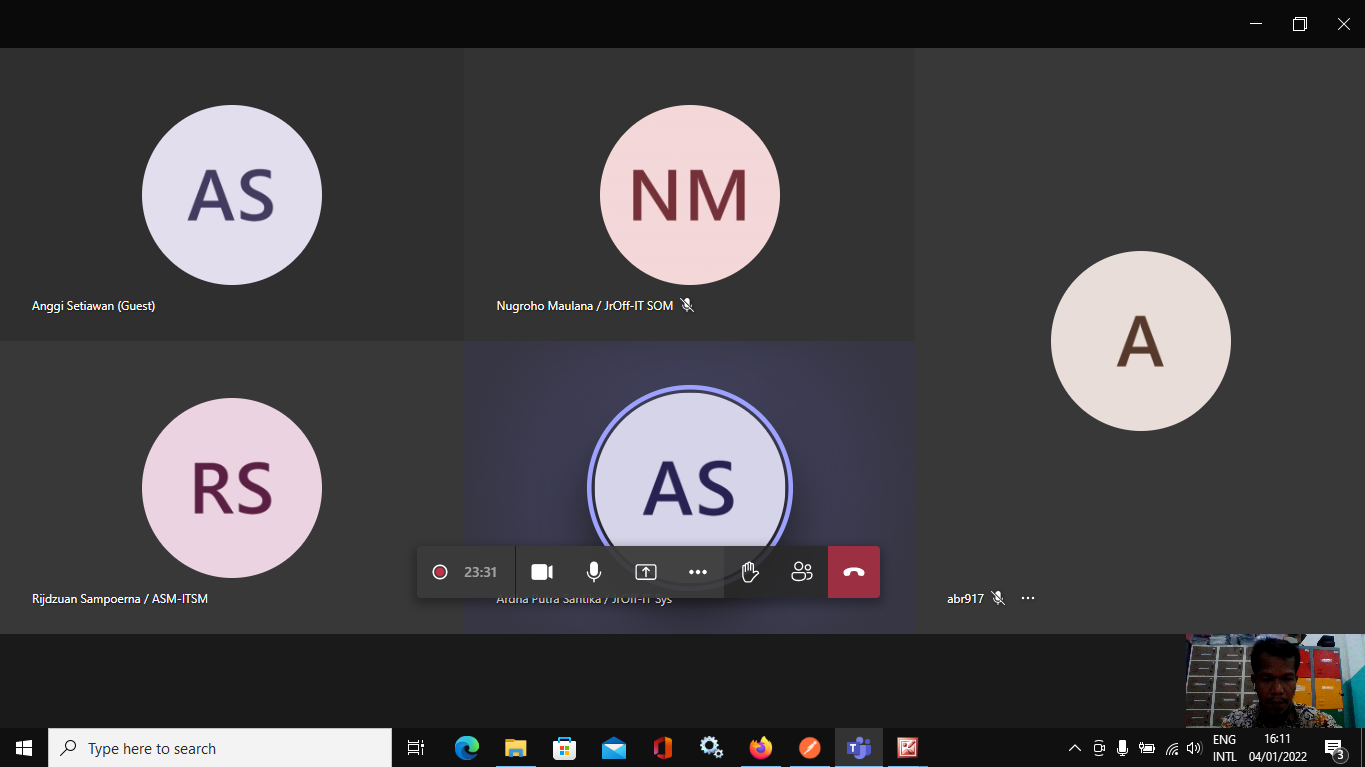 AS
Anggi Setiawan (Guest)
NM
Nugroho Maulana / JrOff-IT SOM
A
abr917
RS
Rijdzuan Sampoerna / ASM-ITSM
AS
Ardha Putra Santika / JrOff-IT Sys
23:31
Type here to search
ENG
INTL
16:11
04/01/2022
3